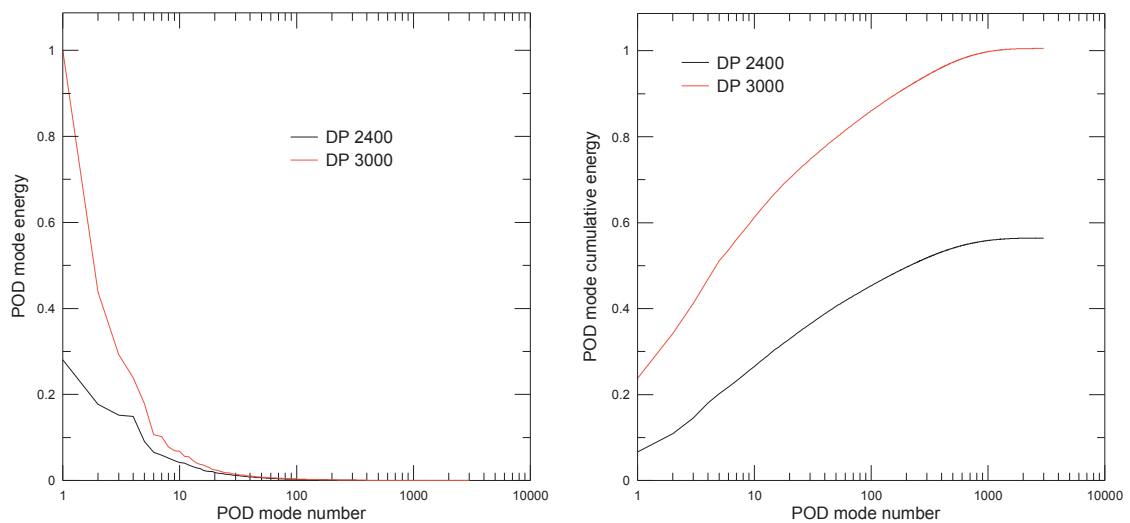 POD mode energy
1
0.8
0.6
0.4
0.2
0
DP 2400
DP 3000
1 10 100 1000 10000
POD mode number
POD mode cumulative energy
1
0.8
0.6
0.4
0.2
0
DP 2400
DP 3000
1 10 100 1000 10000
POD mode number